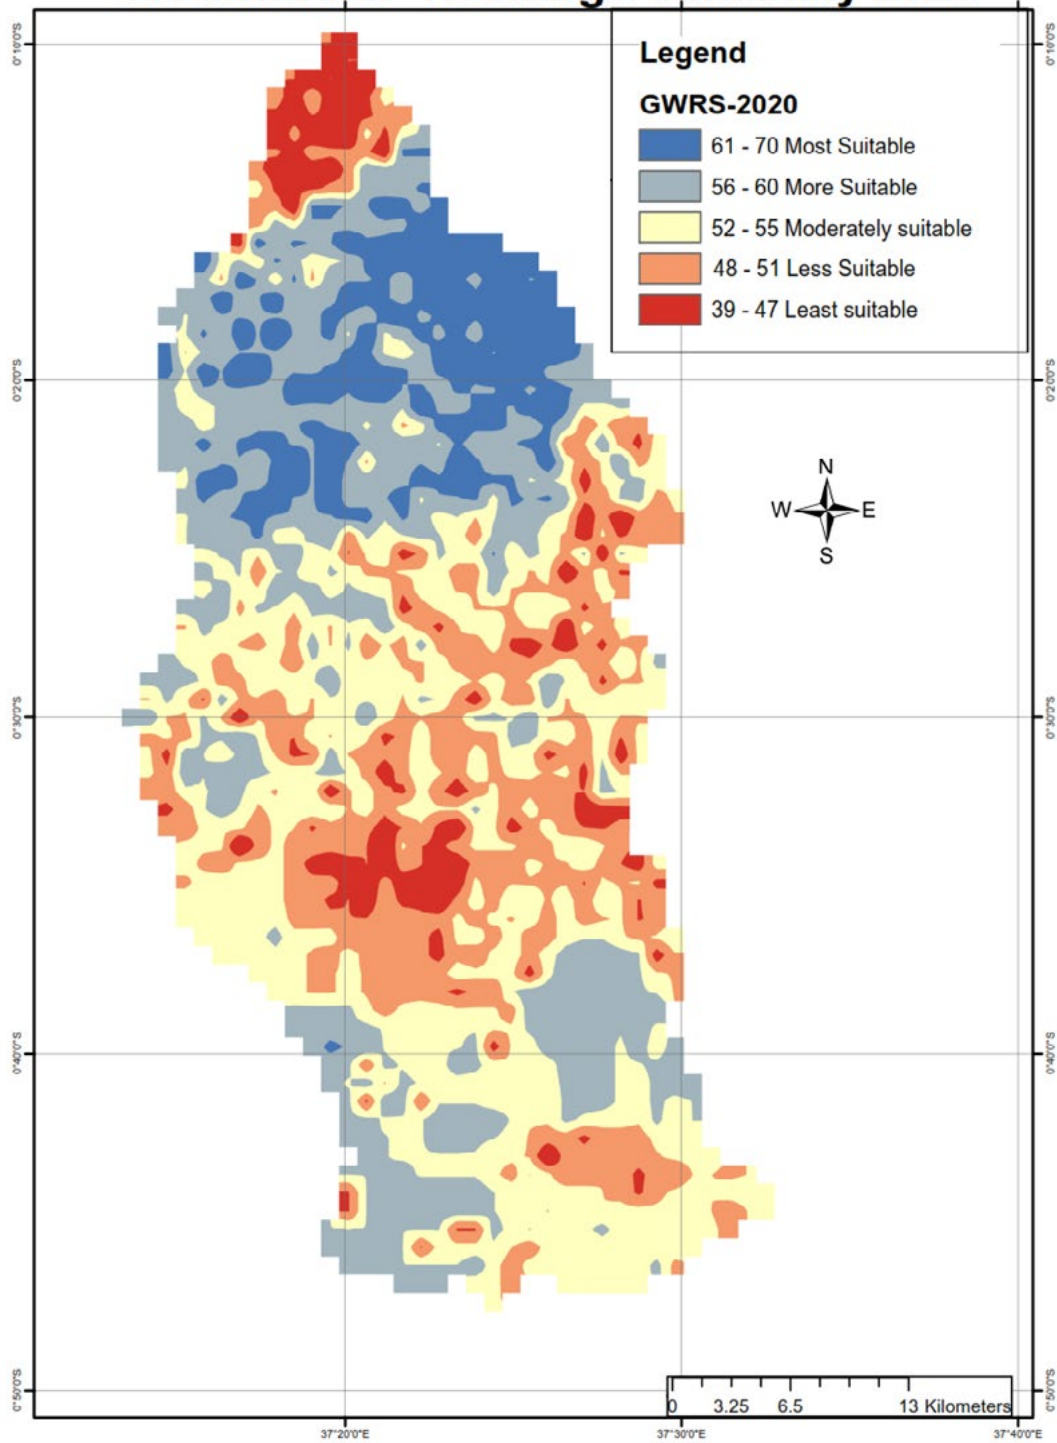 Legend
GWRS-2020
61 - 70 Most Suitable
56 - 60 More Suitable
52 - 55 Moderately suitable
48 - 51 Less Suitable
39 - 47 Least suitable
N
W E
S
0°10'0"S 0°10'0"S
0°20'0"S 0°20'0"S
0°30'0"S 0°30'0"S
0°40'0"S 0°40'0"S
0°50'0"S 0°50'0"S
0 3.25 6.5 13 Kilometers
37°20'0"E 37°30'0"E 37°40'0"E